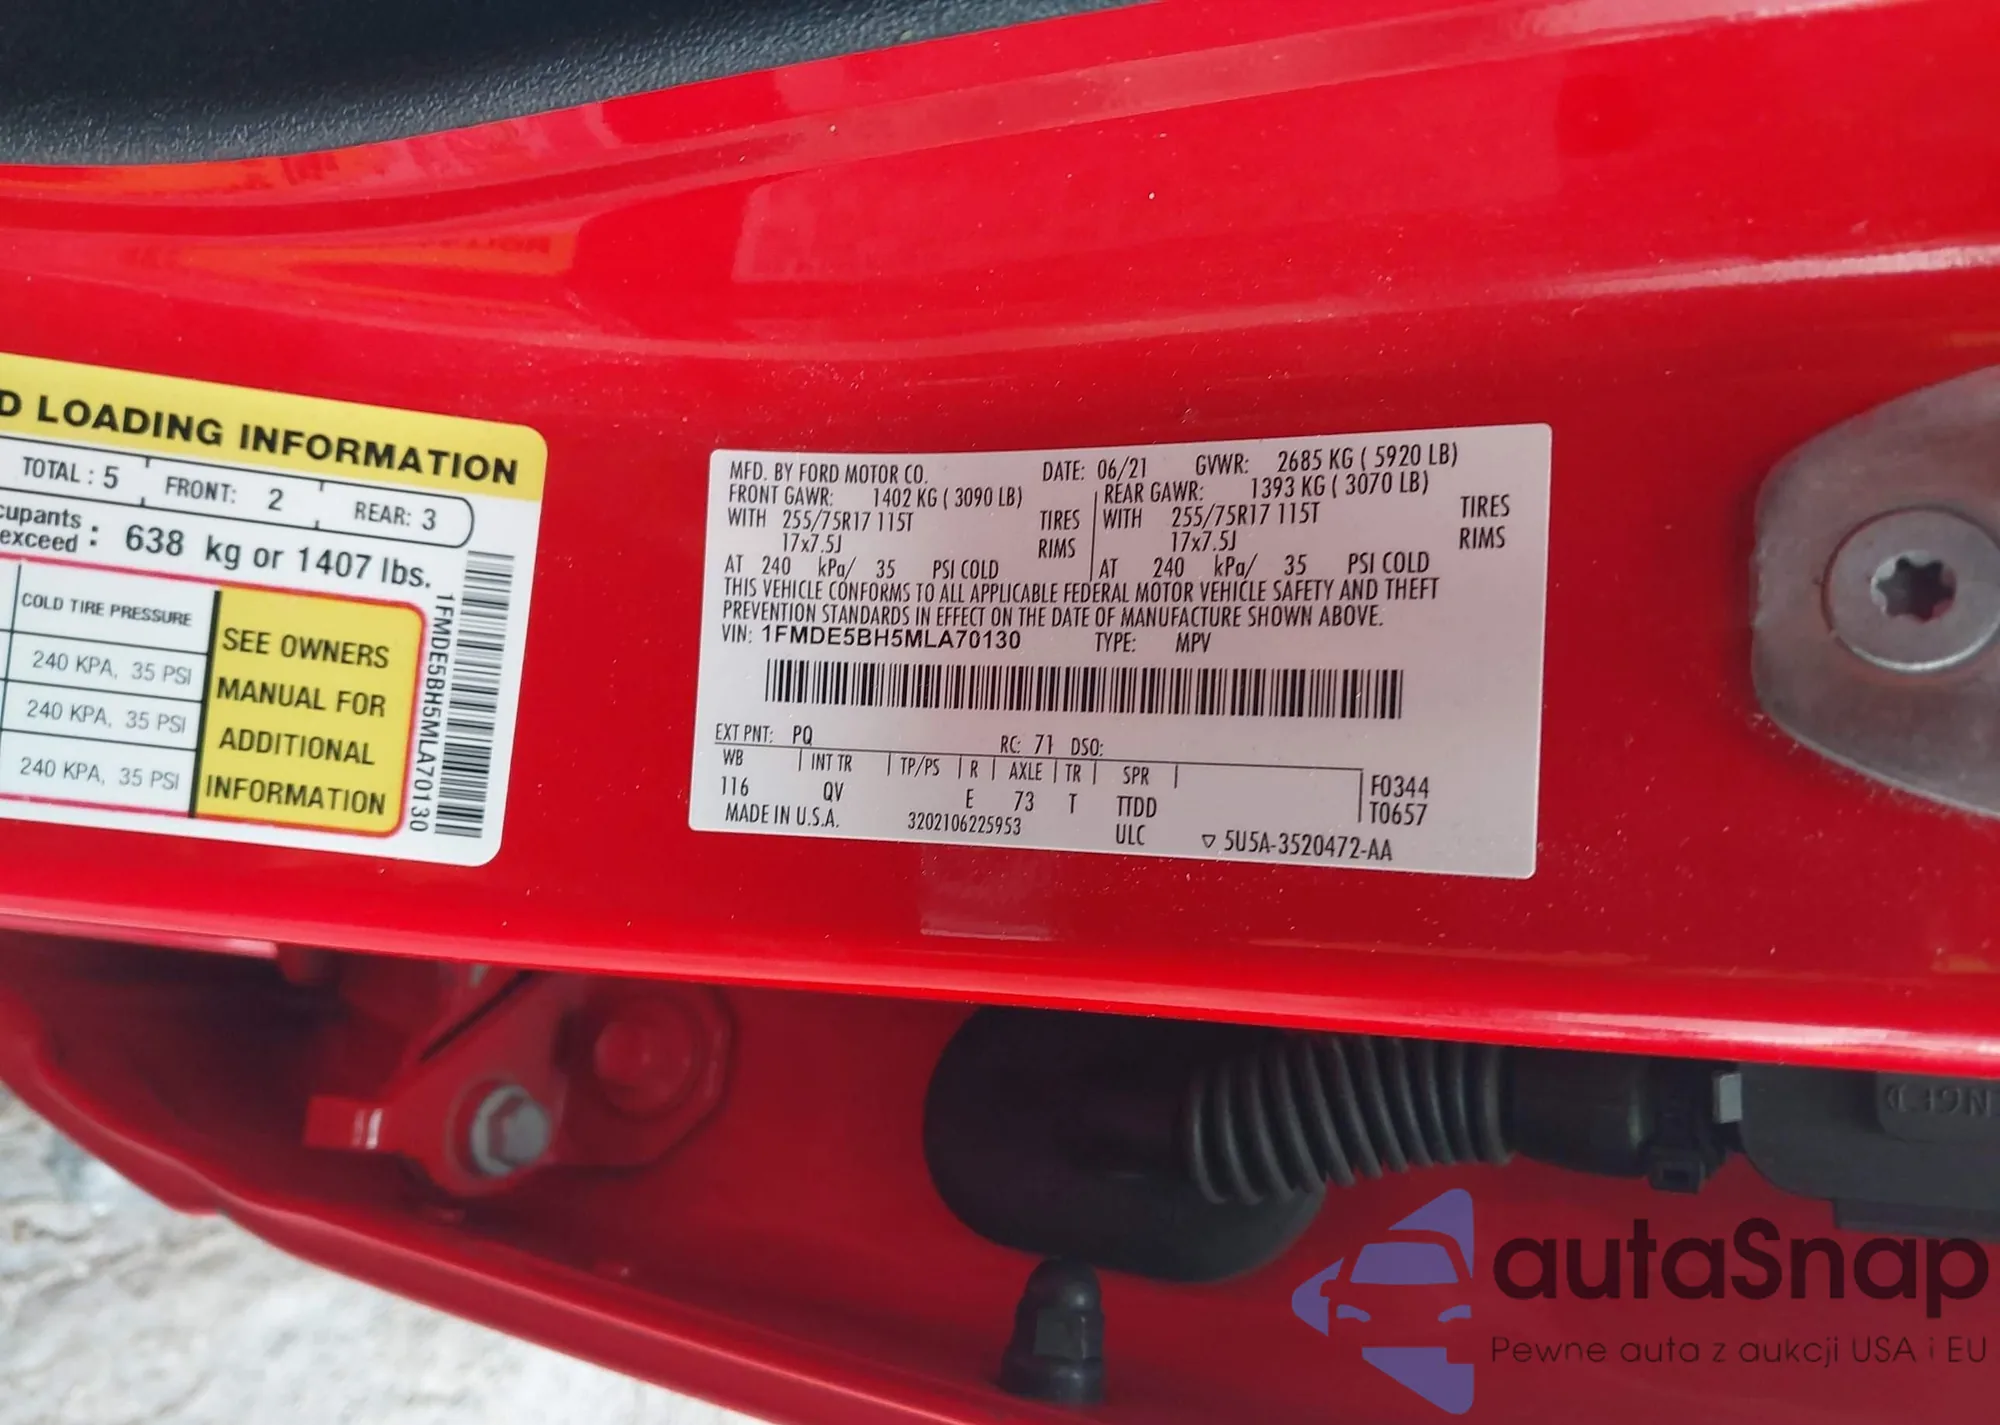 D LOADING INFORMATION
TOTAL : 5 FRONT: 2 REAR: 3
cupants
exceed : 638 kg or 1407 lbs.
COLD TIRE PRESSURE
240 KPA, 35 PSI
240 KPA, 35 PSI
240 KPA, 35 PSI
SEE OWNERS
MANUAL FOR
ADDITIONAL
INFORMATION
1FMDE5BH5MLA70130
MFD. BY FORD MOTOR CO. DATE: 06/21 GVWR: 2685 KG ( 5920 LB)
FRONT GAWR: 1402 KG ( 3090 LB) REAR GAWR: 1393 KG ( 3070 LB)
WITH 255/75R17 115T TIRES WITH 255/75R17 115T TIRES
17x7.5J RIMS 17x7.5J RIMS
AT 240 kPa/ 35 PSI COLD AT 240 kPa/ 35 PSI COLD
THIS VEHICLE CONFORMS TO ALL APPLICABLE FEDERAL MOTOR VEHICLE SAFETY AND THEFT
PREVENTION STANDARDS IN EFFECT ON THE DATE OF MANUFACTURE SHOWN ABOVE.
VIN: 1FMDE5BH5MLA70130 TYPE: MPV
EXT PNT: PQ RC: 71 DSO:
WB INT TR TP/PS R AXLE TR SPR F0344
116 QV E 73 T TTDD T0657
MADE IN U.S.A. 3202106225953 ULC ▽ 5U5A-3520472-AA
autaSnap
Pewne auta z aukcji USA i EU